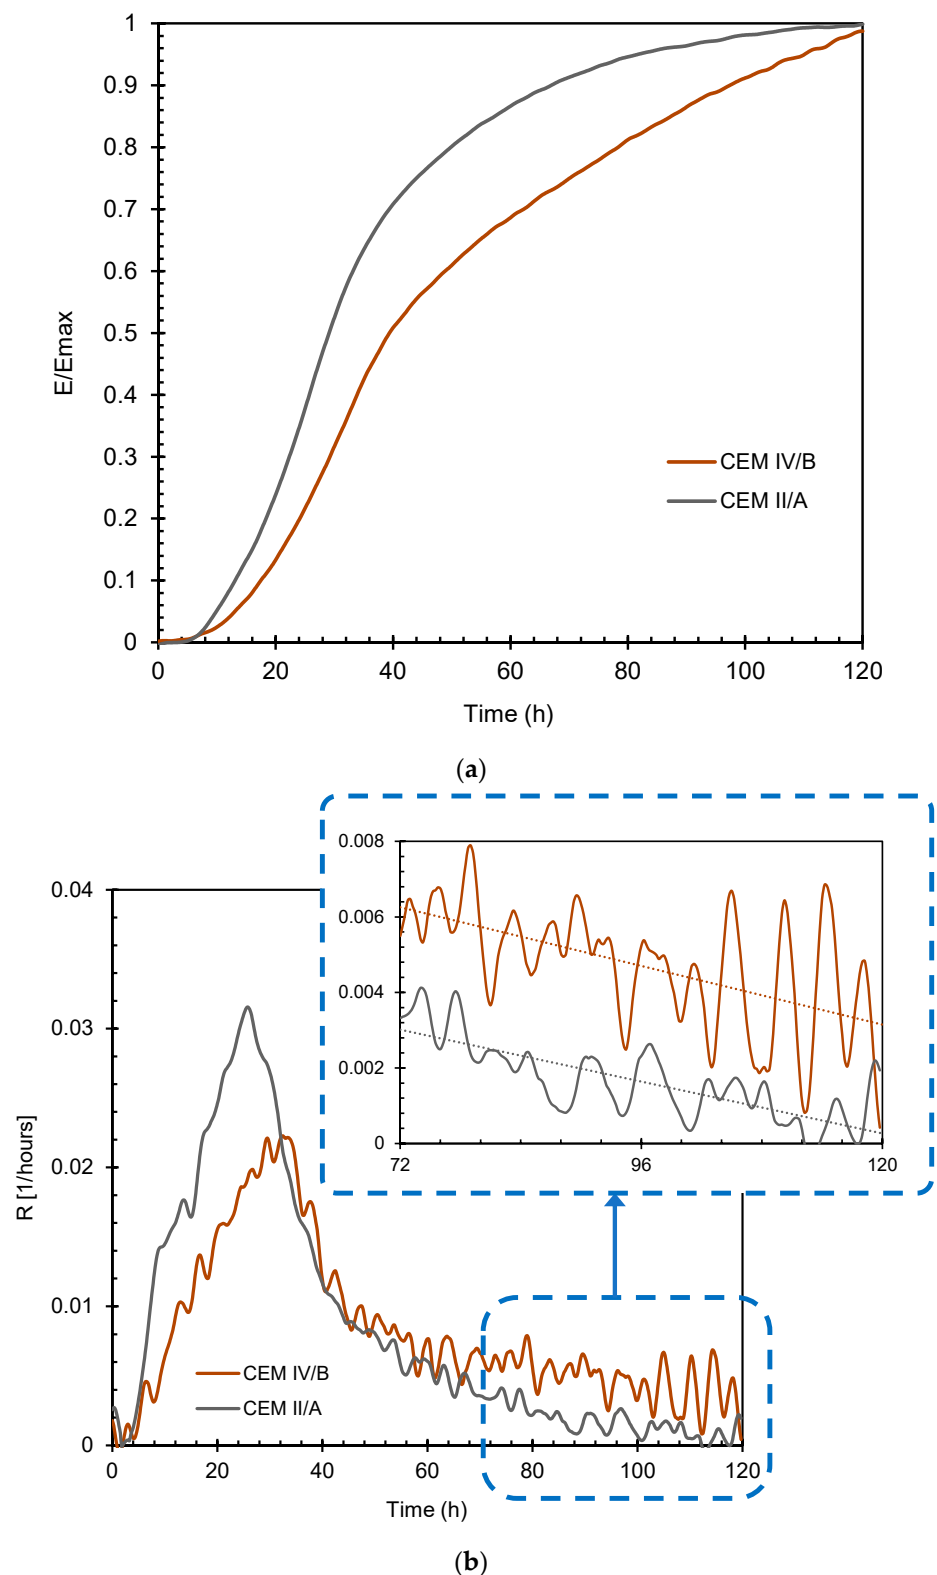 1
0.9
0.8
0.7
0.6
0.5
0.4
0.3
0.2
0.1
0
E/Emax
CEM IV/B
CEM II/A
0 20 40 60 80 100 120
Time (h)
(a)
0.008
0.006
0.004
0.002
0
72 96 120
0.04
0.03
0.02
0.01
0
R [1/hours]
CEM IV/B
CEM II/A
0 20 40 60 80 100 120
Time (h)
(b)